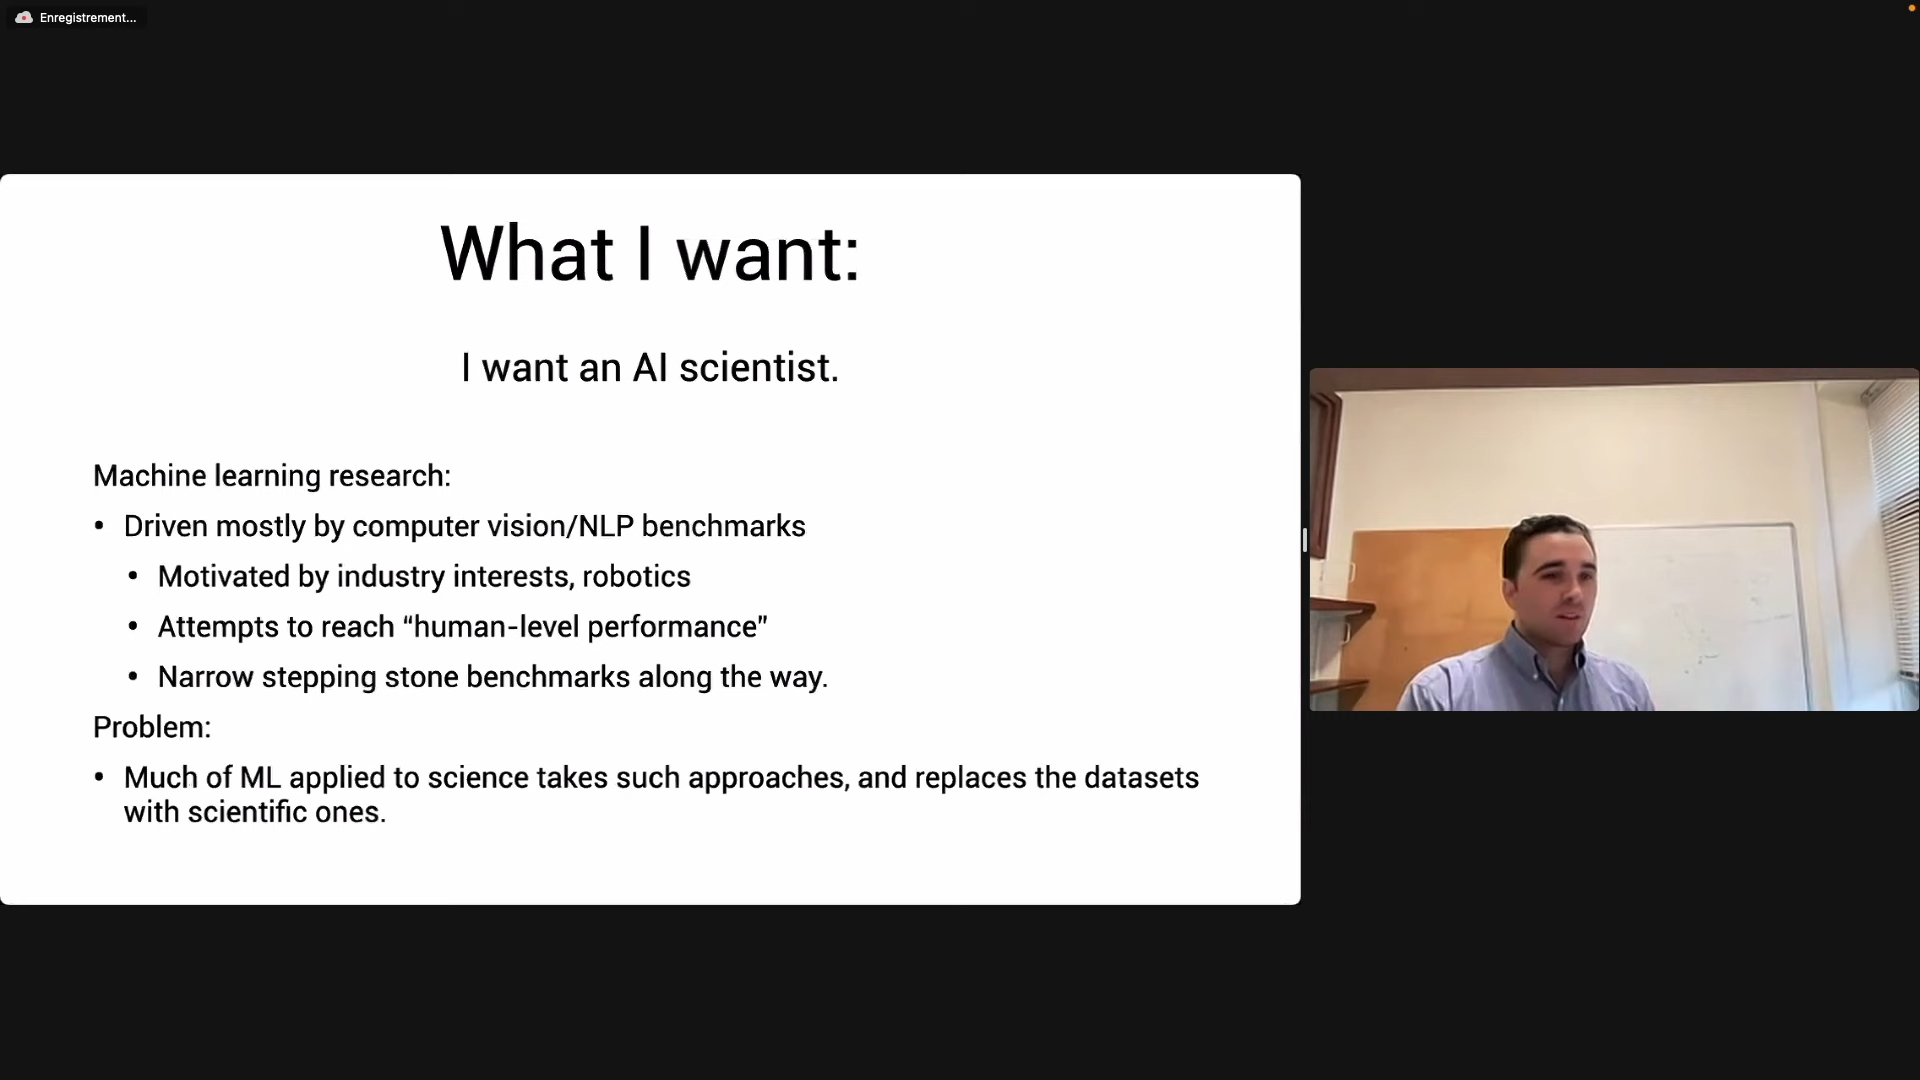 Enregistrement...
What I want:
I want an AI scientist.
Machine learning research:
• Driven mostly by computer vision/NLP benchmarks
• Motivated by industry interests, robotics
• Attempts to reach “human-level performance”
• Narrow stepping stone benchmarks along the way.
Problem:
• Much of ML applied to science takes such approaches, and replaces the datasets
with scientific ones.